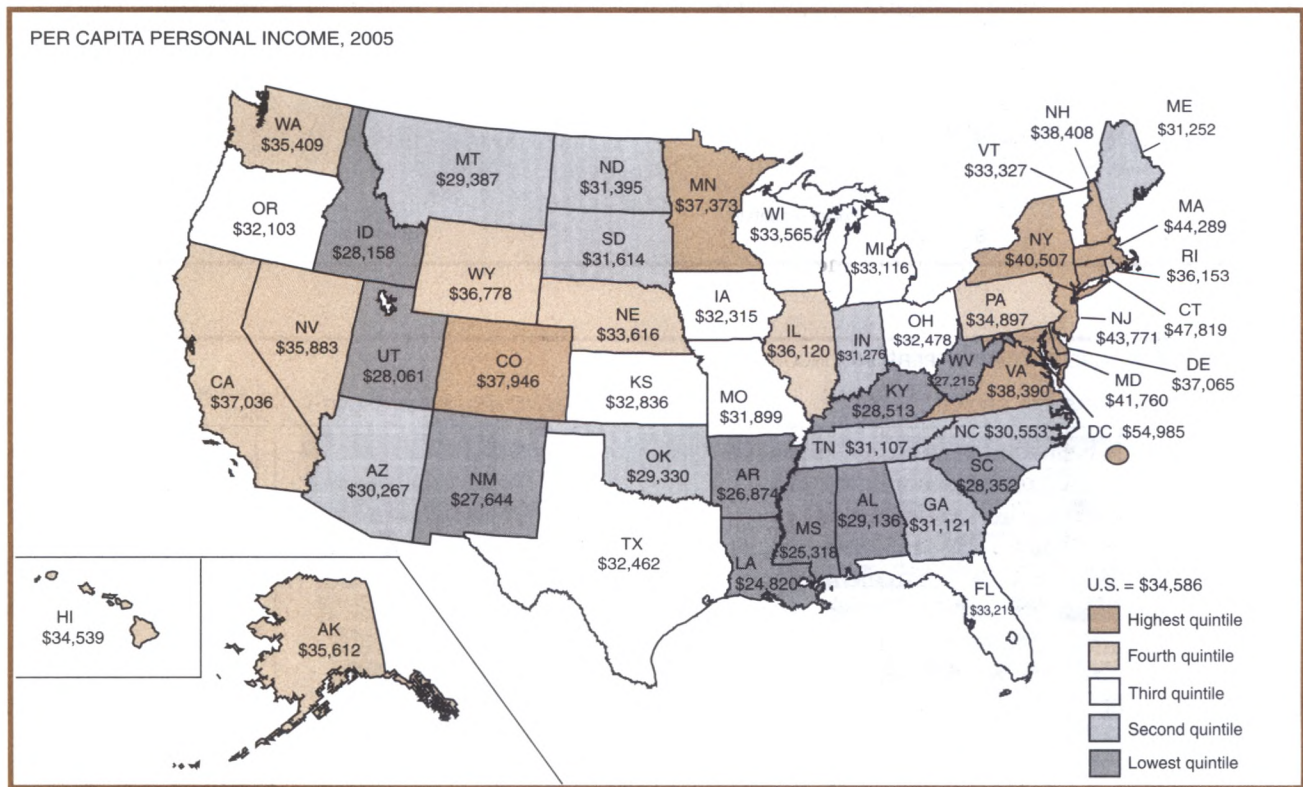 PER CAPITA PERSONAL INCOME, 2005
WA
$35,409
OR
$32,103
CA
$37,036
NV
$35,883
ID
$28,158
MT
$29,387
WY
$36,778
UT
$28,061
CO
$37,946
AZ
$30,267
NM
$27,644
ND
$31,395
SD
$31,614
NE
$33,616
KS
$32,836
OK
$29,330
TX
$32,462
MN
$37,373
IA
$32,315
MO
$31,899
AR
$26,874
LA
$24,820
WI
$33,565
IL
$36,120
MI
$33,116
IN
$31,276
OH
$32,478
KY
$28,513
TN $31,107
MS
$25,318
AL
$29,136
GA
$31,121
FL
$33,219
SC
$28,352
NC $30,553
WV
$27,215
VA
$38,390
PA
$34,897
NY
$40,507
VT
$33,327
NH
$38,408
ME
$31,252
MA
$44,289
RI
$36,153
CT
$47,819
NJ
$43,771
DE
$37,065
MD
$41,760
DC $54,985
HI
$34,539
AK
$35,612
U.S. = $34,586
Highest quintile
Fourth quintile
Third quintile
Second quintile
Lowest quintile